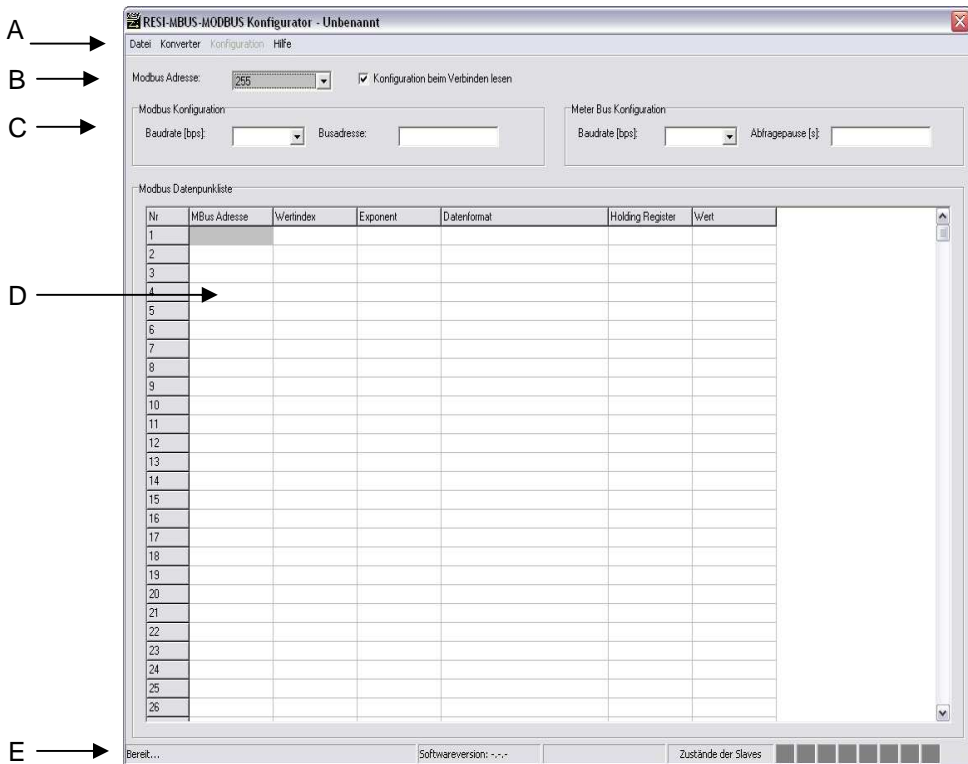 RESI-MBUS-MODBUS Konfigurator - Unbenannt
A
Datei Konverter Konfiguration Hilfe
B
Modbus Adresse: 255 Konfiguration beim Verbinden lesen
C
Modbus Konfiguration
Baudrate [bps]: Busadresse:
Meter Bus Konfiguration
Baudrate [bps]: Abfragepause [s]:
Modbus Datenpunkliste
Nr MBus Adresse Wertindex Exponent Datenformat Holding Register Wert
1
2
3
D
4
5
6
7
8
9
10
11
12
13
14
15
16
17
18
19
20
21
22
23
24
25
26
E
Bereit... Softwareversion: -.-.- Zustände der Slaves